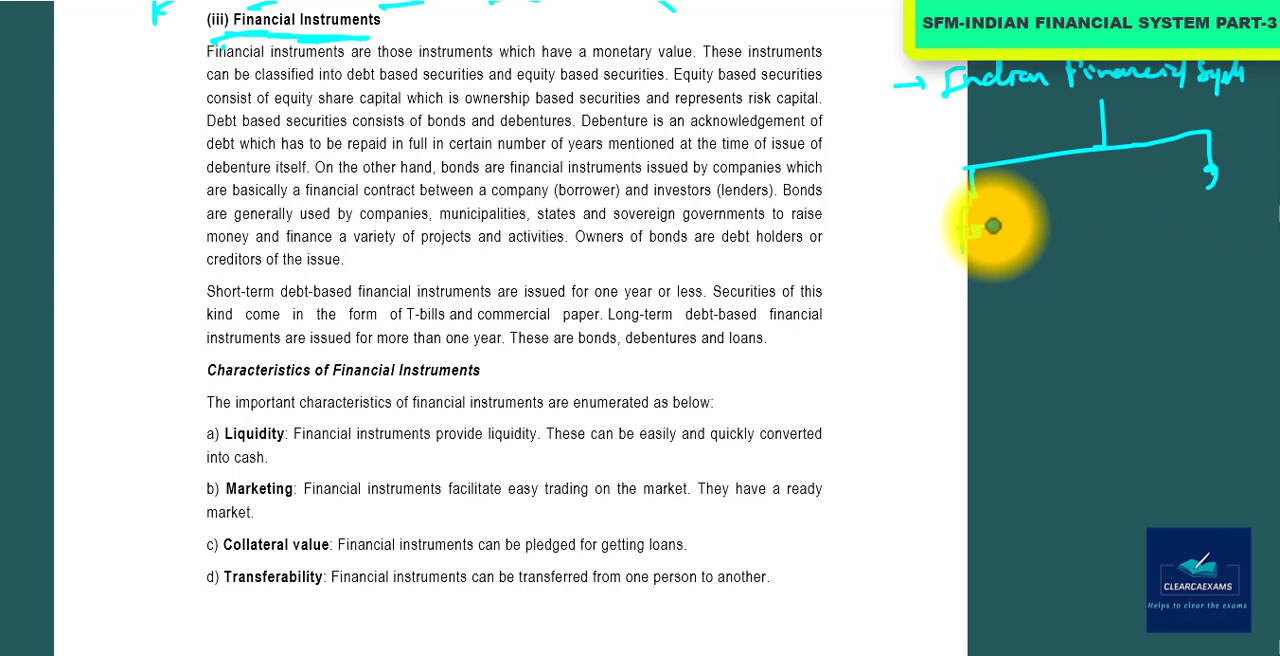 (iii) Financial Instruments
SFM-INDIAN FINANCIAL SYSTEM PART-3
Financial instruments are those instruments which have a monetary value. These instruments
can be classified into debt based securities and equity based securities. Equity based securities
→ Indian Financial Syst
consist of equity share capital which is ownership based securities and represents risk capital.
Debt based securities consists of bonds and debentures. Debenture is an acknowledgement of
debt which has to be repaid in full in certain number of years mentioned at the time of issue of
debenture itself. On the other hand, bonds are financial instruments issued by companies which
are basically a financial contract between a company (borrower) and investors (lenders). Bonds
are generally used by companies, municipalities, states and sovereign governments to raise
money and finance a variety of projects and activities. Owners of bonds are debt holders or
creditors of the issue.
Short-term debt-based financial instruments are issued for one year or less. Securities of this
kind come in the form of T-bills and commercial paper. Long-term debt-based financial
instruments are issued for more than one year. These are bonds, debentures and loans.
Characteristics of Financial Instruments
The important characteristics of financial instruments are enumerated as below:
a) Liquidity: Financial instruments provide liquidity. These can be easily and quickly converted
into cash.
b) Marketing: Financial instruments facilitate easy trading on the market. They have a ready
market.
c) Collateral value: Financial instruments can be pledged for getting loans.
d) Transferability: Financial instruments can be transferred from one person to another.
CLEARCAEXAMS
Helps to clear the exams